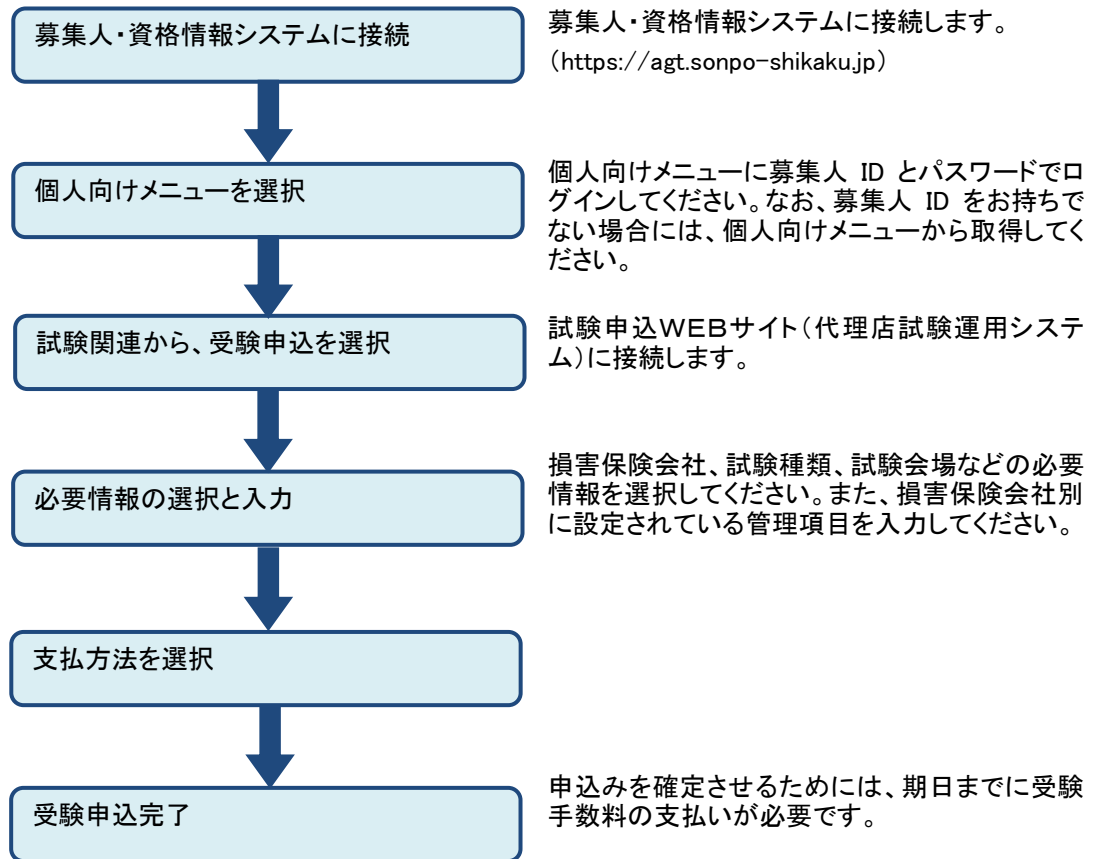 募集人・資格情報システムに接続
募集人・資格情報システムに接続します。
（https://agt.sonpo-shikaku.jp）
個人向けメニューを選択
個人向けメニューに募集人 ID とパスワードでロ
グインしてください。なお、募集人 ID をお持ちで
ない場合には、個人向けメニューから取得してく
ださい。
試験関連から、受験申込を選択
試験申込ＷＥＢサイト（代理店試験運用システ
ム）に接続します。
必要情報の選択と入力
損害保険会社、試験種類、試験会場などの必要
情報を選択してください。また、損害保険会社別
に設定されている管理項目を入力してください。
支払方法を選択
受験申込完了
申込みを確定させるためには、期日までに受験
手数料の支払いが必要です。